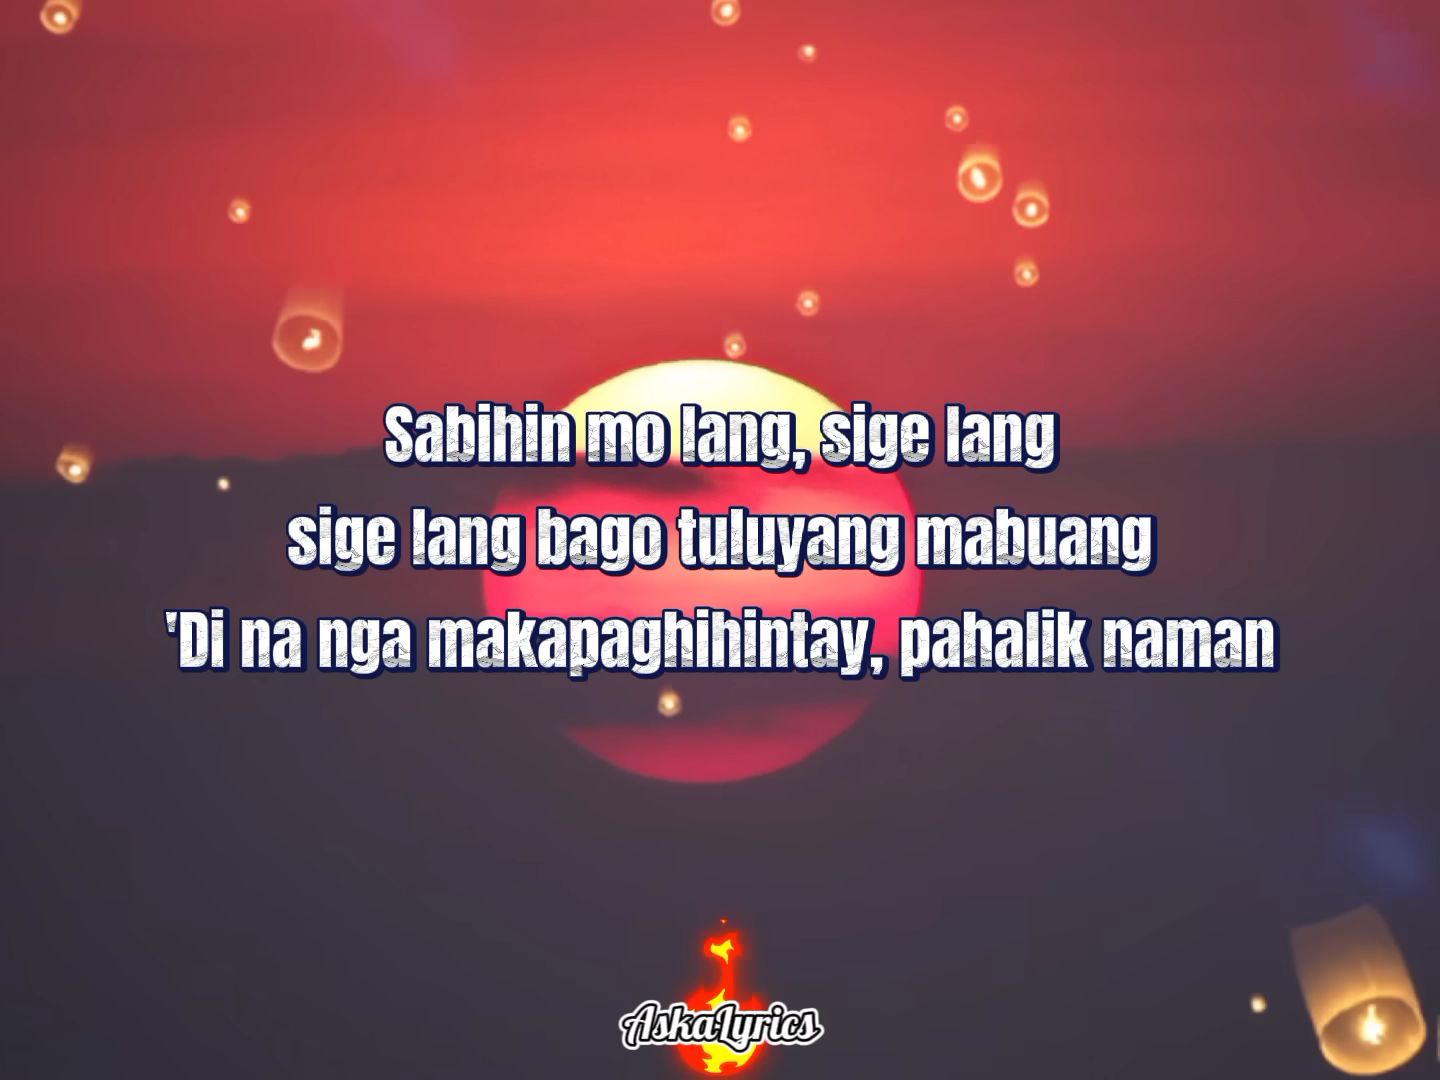 Sabihin mo lang, sige lang
sige lang bago tuluyang mabuang
'Di na nga makapaghihintay, pahalik naman
AskaLyrics